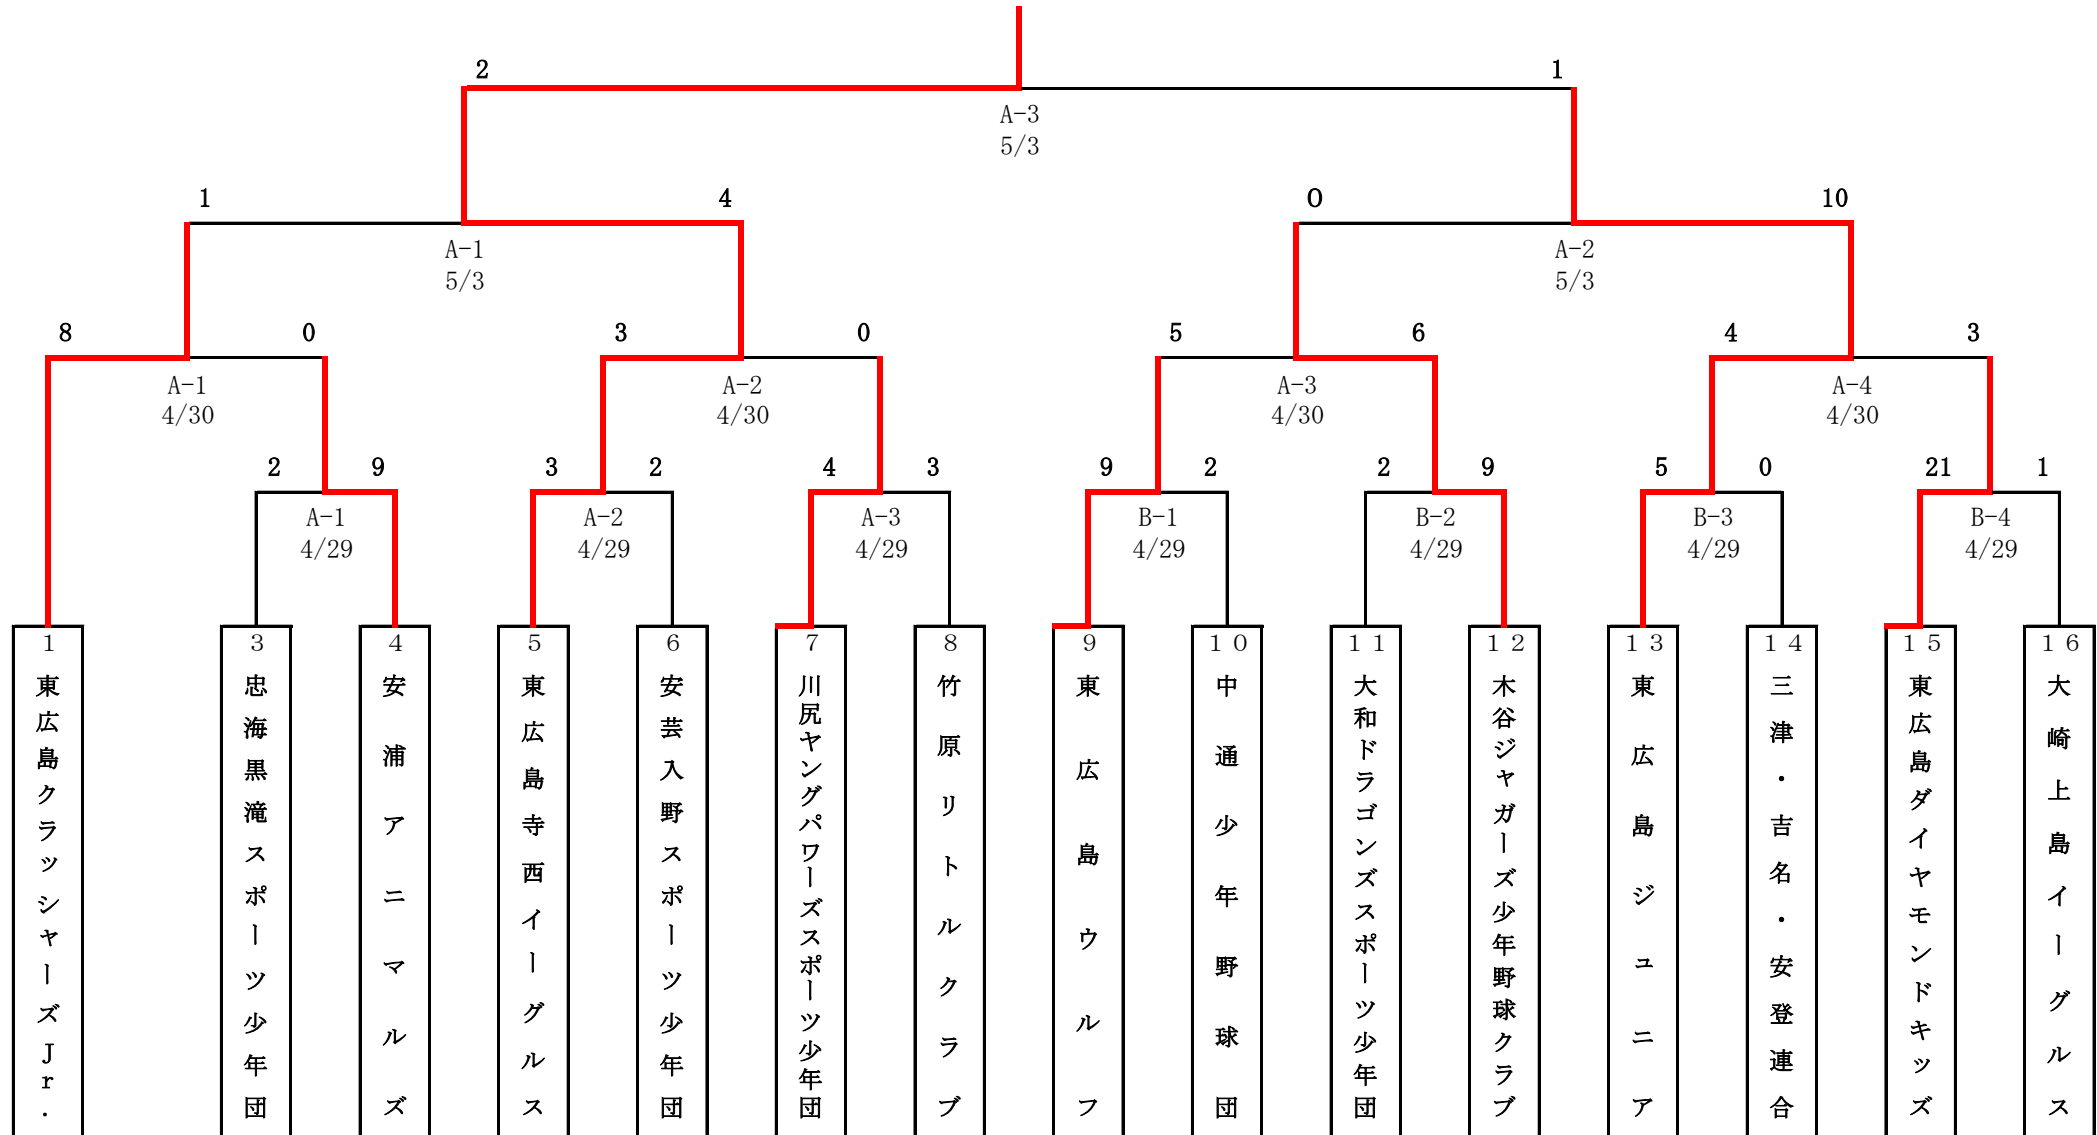 2 1
A-3
5/3
1 4 O 10
A-1 A-2
5/3 5/3
8 0 3 0 5 6 4 3
A-1 A-2 A-3 A-4
4/30 4/30 4/30 4/30
2 9 3 2 4 3 9 2 2 9 5 0 21 1
A-1 A-2 A-3 B-1 B-2 B-3 B-4
4/29 4/29 4/29 4/29 4/29 4/29 4/29
1
東広島クラッシャーズJr.
3
忠海黒滝スポーツ少年団
4
安浦アニマルズ
5
東広島寺西イーグルス
6
安芸入野スポーツ少年団
7
川尻ヤングパワーズスポーツ少年団
8
竹原リトルクラブ
9
東広島ウルフ
10
中通少年野球団
11
大和ドラゴンズスポーツ少年団
12
木谷ジャガーズ少年野球クラブ
13
東広島ジュニア
14
三津・吉名・安登連合
15
東広島ダイヤモンドキッズ
16
大崎上島イーグルス